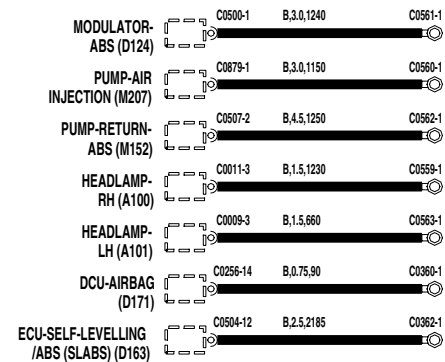 MODULATOR-
ABS (D124)
C0500-1 B,3.0,1240 C0561-1
PUMP-AIR
INJECTION (M207)
C0879-1 B,3.0,1150 C0560-1
PUMP-RETURN-
ABS (M152)
C0507-2 B,4.5,1250 C0562-1
HEADLAMP-
RH (A100)
C0011-3 B,1.5,1230 C0559-1
HEADLAMP-
LH (A101)
C0009-3 B,1.5,660 C0563-1
DCU-AIRBAG
(D171)
C0256-14 B,0.75,90 C0360-1
ECU-SELF-LEVELLING
/ABS (SLABS) (D163)
C0504-12 B,2.5,2185 C0362-1